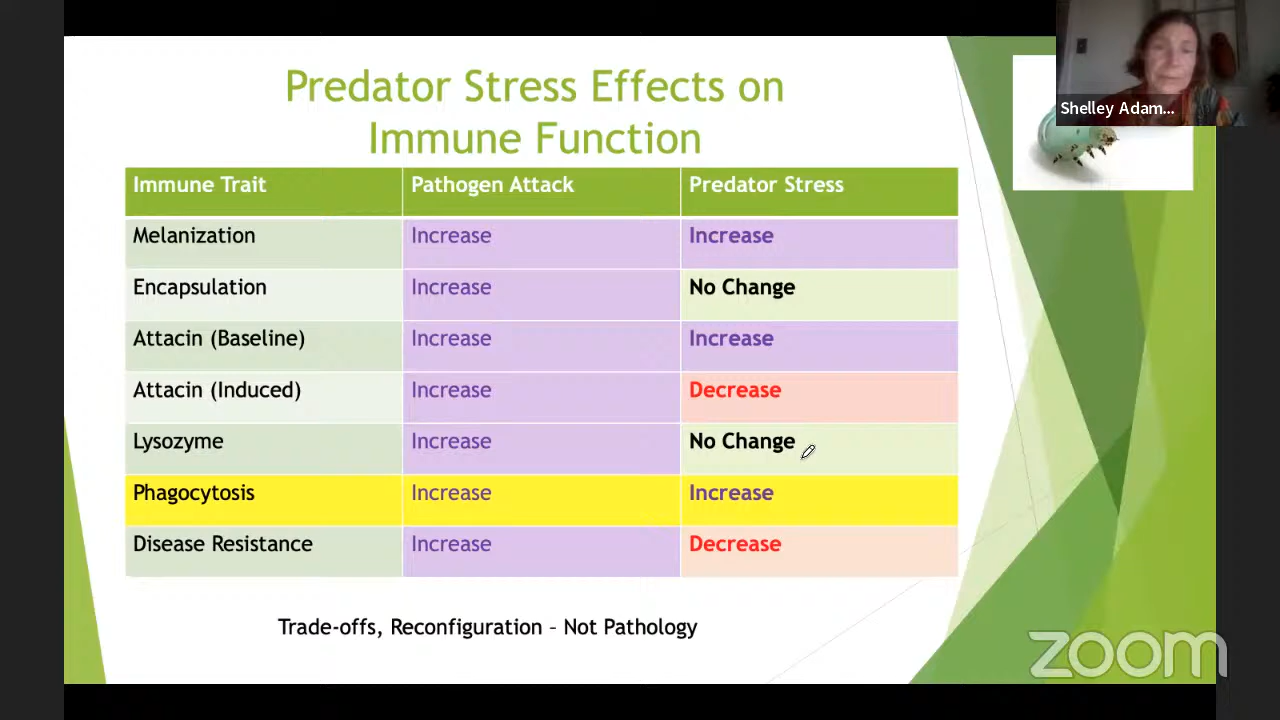 Predator Stress Effects on
Immune Function
Shelley Adam...
Immune Trait Pathogen Attack Predator Stress
Melanization Increase Increase
Encapsulation Increase No Change
Attacin (Baseline) Increase Increase
Attacin (Induced) Increase Decrease
Lysozyme Increase No Change
Phagocytosis Increase Increase
Disease Resistance Increase Decrease
Trade-offs, Reconfiguration – Not Pathology
zoom